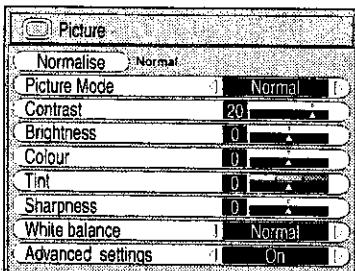 Picture
Normalise Normal
Picture Mode Normal
Contrast 20
Brightness 0
Colour 0
Tint 0
Sharpness 0
White balance Normal
Advanced settings On